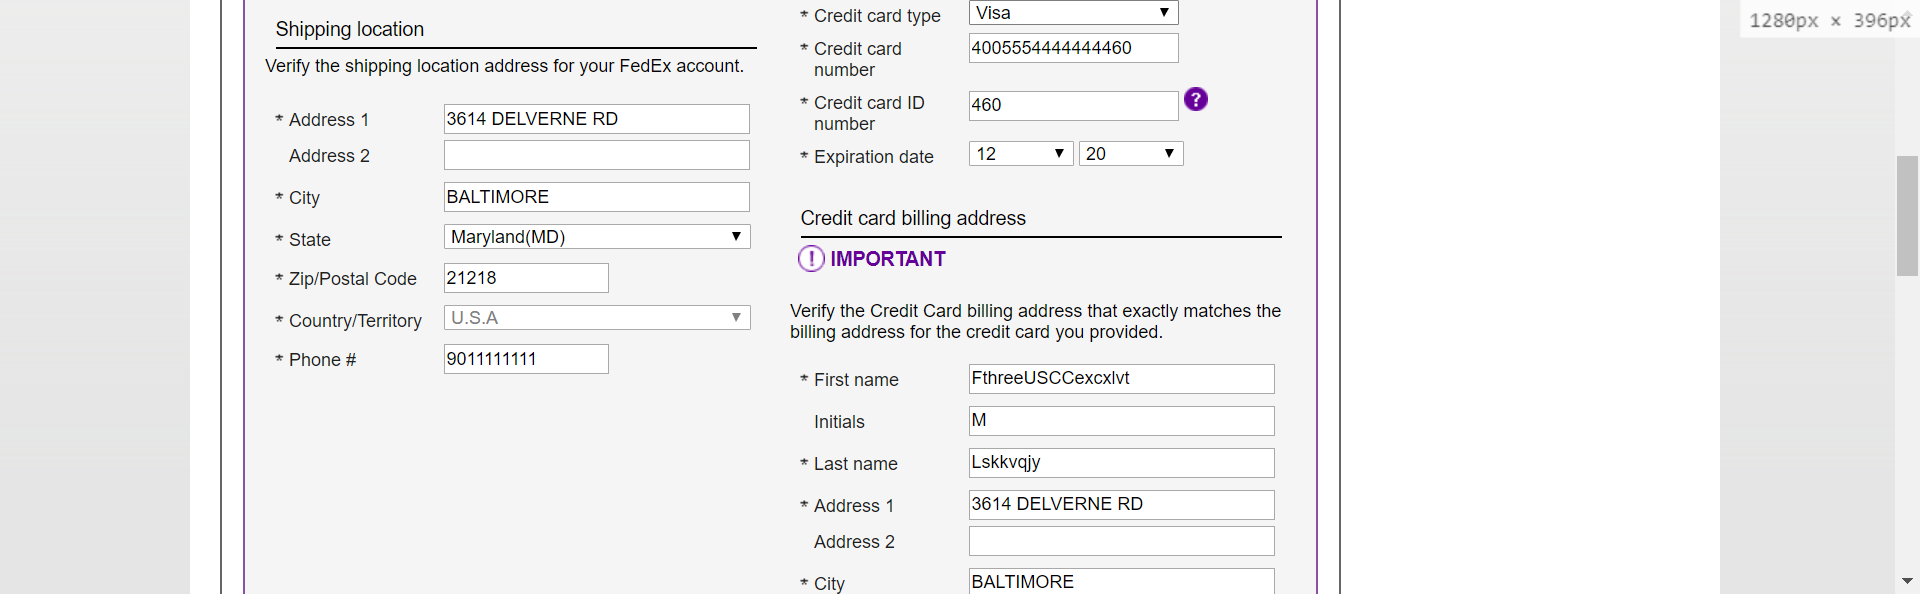 Shipping location
Verify the shipping location address for your FedEx account.
* Address 1 3614 DELVERNE RD
Address 2
* City BALTIMORE
* State Maryland(MD)
* Zip/Postal Code 21218
* Country/Territory U.S.A
* Phone # 9011111111
* Credit card type Visa
* Credit card number 4005554444444460
* Credit card ID number 460 ?
* Expiration date 12 20
Credit card billing address
! IMPORTANT
Verify the Credit Card billing address that exactly matches the
billing address for the credit card you provided.
* First name FthreeUSCCexcxlvt
Initials M
* Last name Lskkvqjy
* Address 1 3614 DELVERNE RD
Address 2
* City BALTIMORE
1280px × 396px